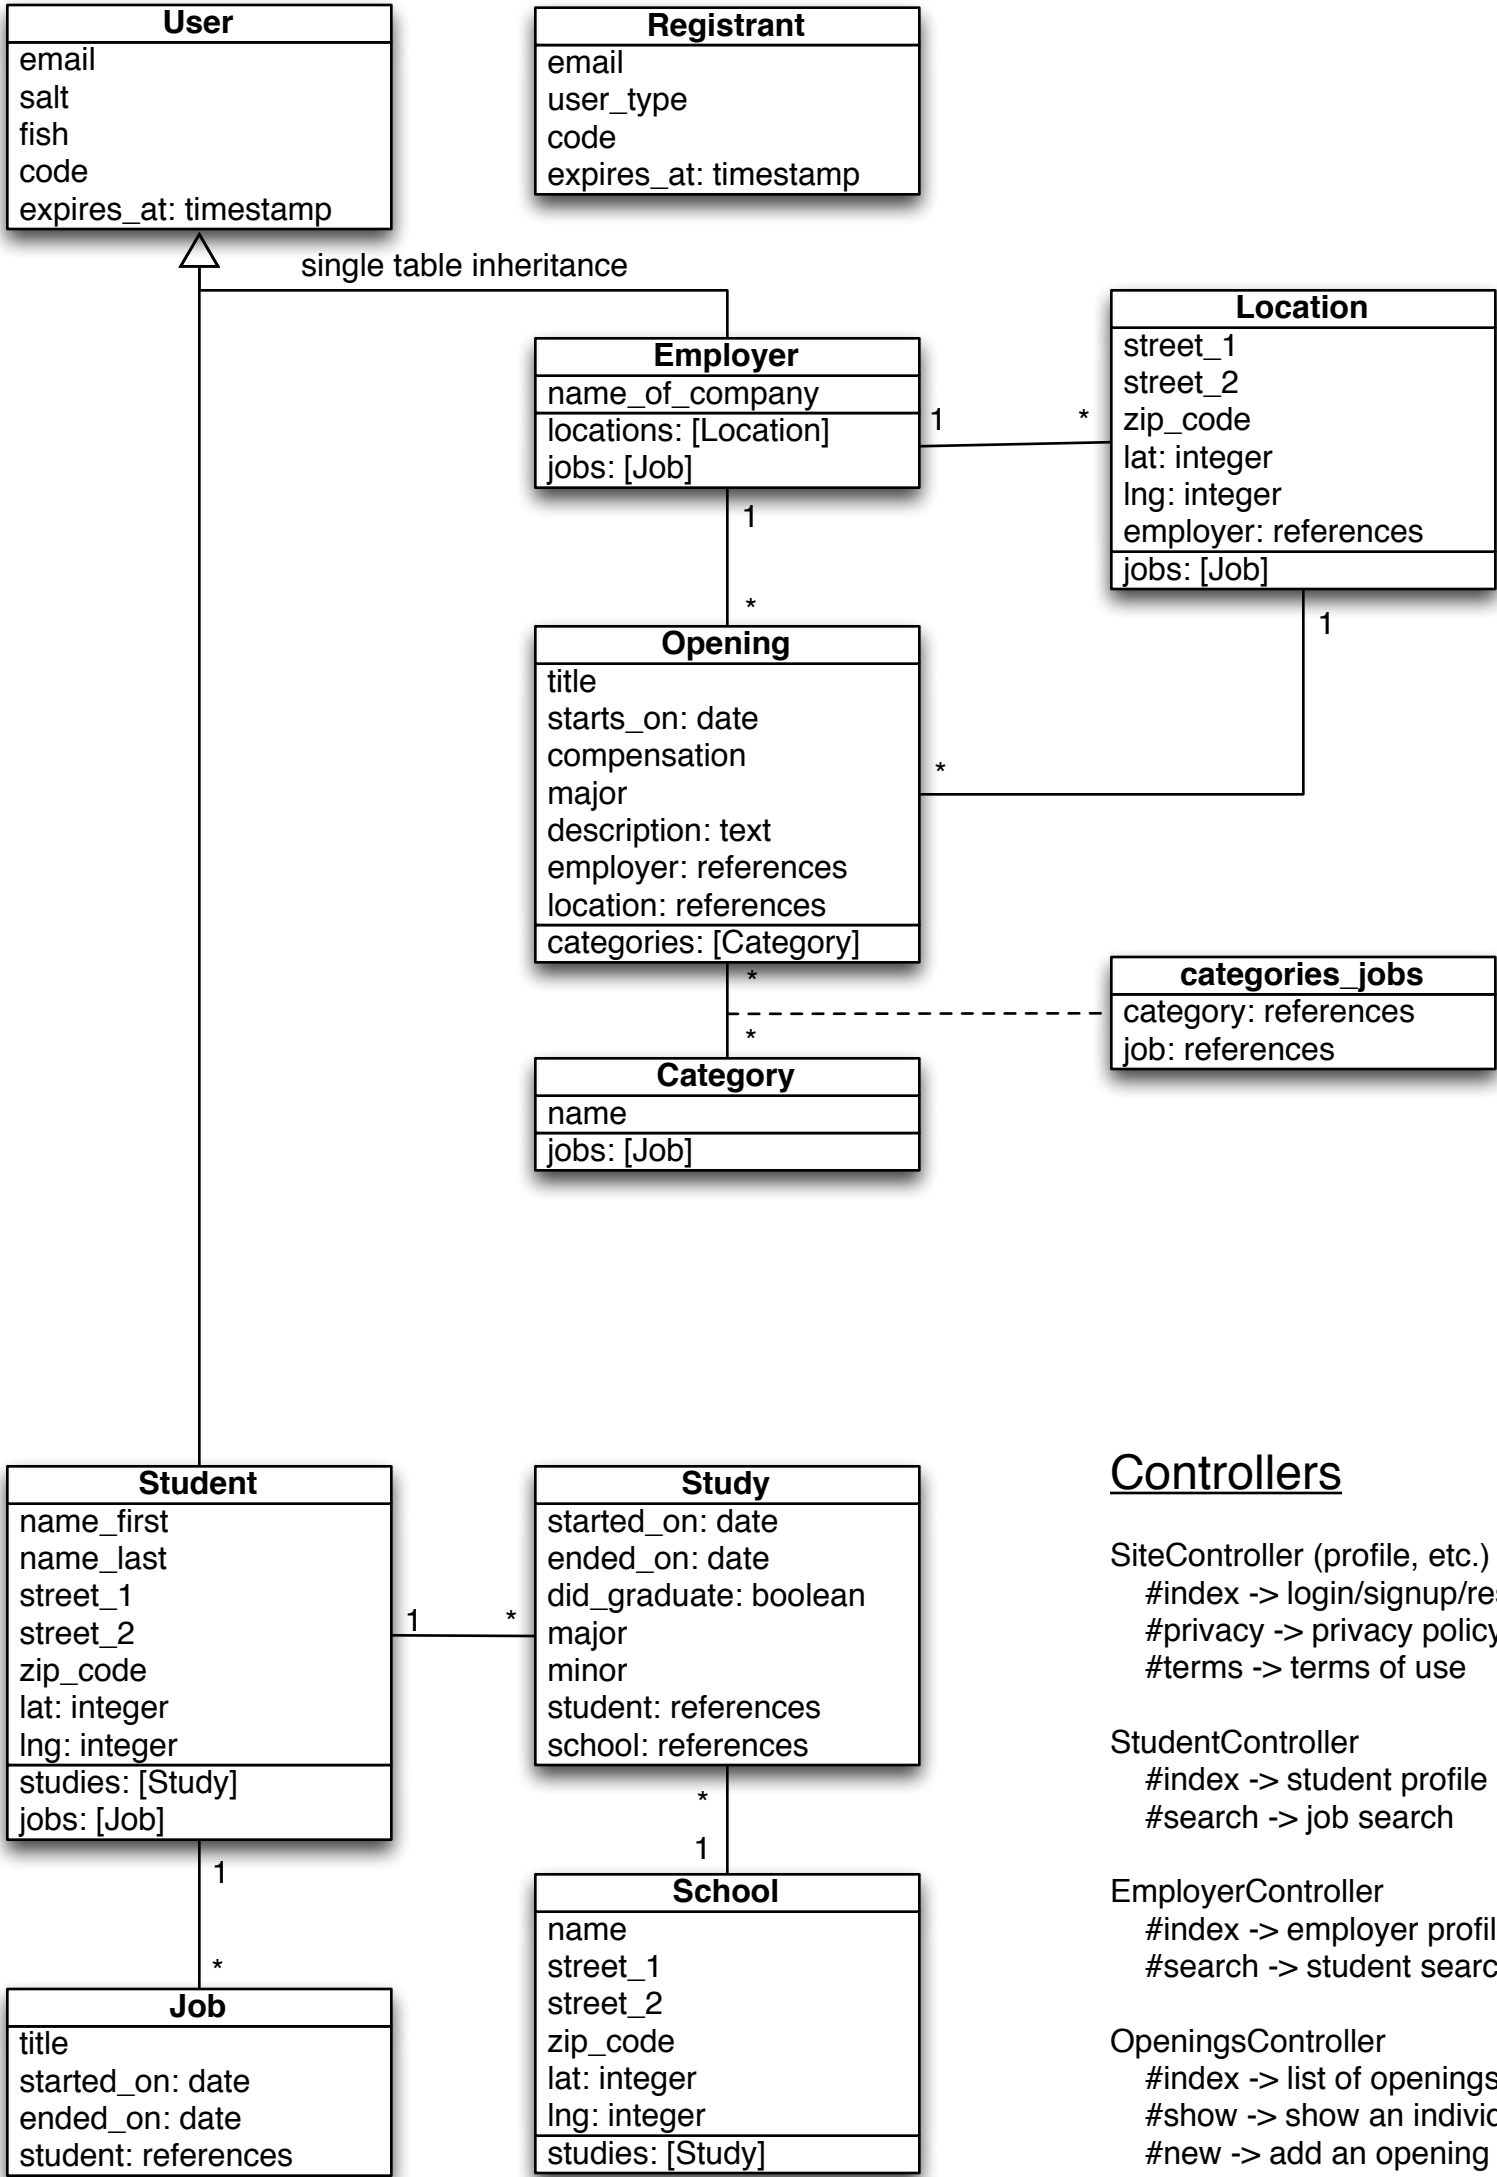 User
email
salt
fish
code
expires_at: timestamp
Registrant
email
user_type
code
expires_at: timestamp
single table inheritance
Employer
name_of_company
locations: [Location]
jobs: [Job]
1
*
Location
street_1
street_2
zip_code
lat: integer
lng: integer
employer: references
jobs: [Job]
1
*
1
*
Opening
title
starts_on: date
compensation
major
description: text
employer: references
location: references
categories: [Category]
*
*
categories_jobs
category: references
job: references
Category
name
jobs: [Job]
Student
name_first
name_last
street_1
street_2
zip_code
lat: integer
lng: integer
studies: [Study]
jobs: [Job]
1
*
Study
started_on: date
ended_on: date
did_graduate: boolean
major
minor
student: references
school: references
*
1
School
name
street_1
street_2
zip_code
lat: integer
lng: integer
studies: [Study]
1
*
Job
title
started_on: date
ended_on: date
student: references
Controllers
SiteController (profile, etc.)
#index -> login/signup/
#privacy -> privacy policy
#terms -> terms of use
StudentController
#index -> student profile
#search -> job search
EmployerController
#index -> employer
#search -> student
OpeningsController
#index -> list of openings
#show -> show an
#new -> add an opening